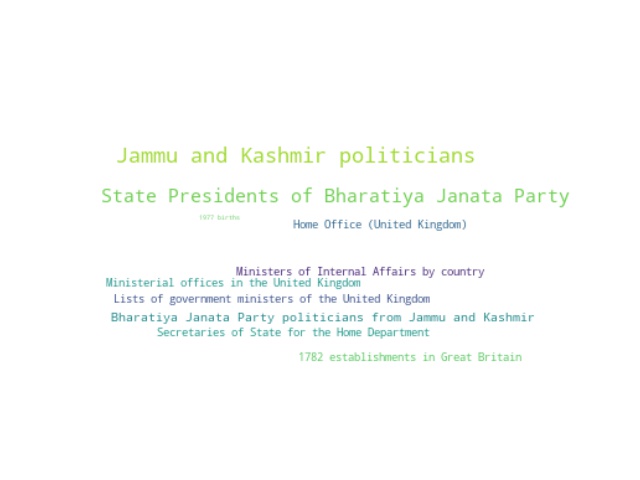 Jammu and Kashmir politicians
State Presidents of Bharatiya Janata Party
1977 births
Home Office (United Kingdom)
Ministers of Internal Affairs by country
Ministerial offices in the United Kingdom
Lists of government ministers of the United Kingdom
Bharatiya Janata Party politicians from Jammu and Kashmir
Secretaries of State for the Home Department
1782 establishments in Great Britain